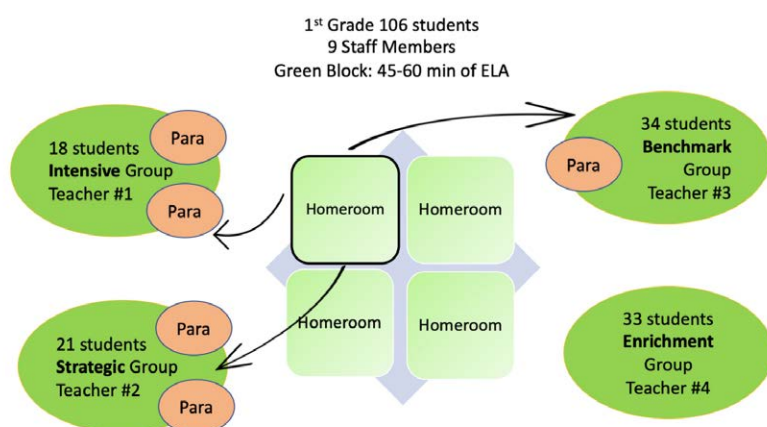 1st Grade 106 students
9 Staff Members
Green Block: 45-60 min of ELA
18 students
Intensive Group
Teacher #1
Para
Para
34 students
Benchmark
Group
Teacher #3
Para
Homeroom
Homeroom
Homeroom
Homeroom
21 students
Strategic Group
Teacher #2
Para
Para
33 students
Enrichment
Group
Teacher #4